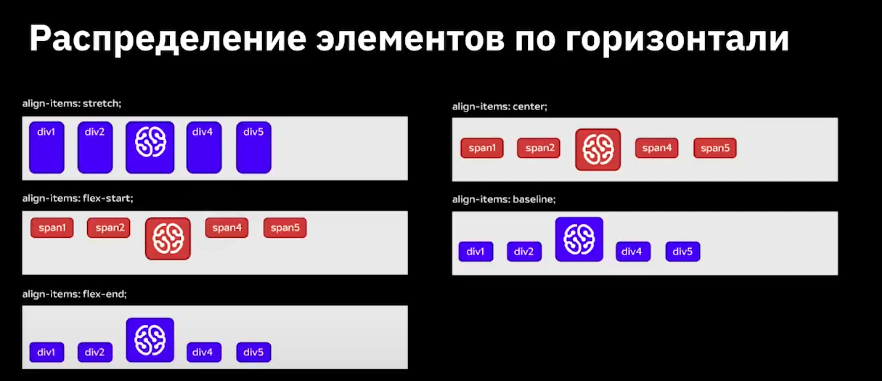 Распределение элементов по горизонтали
align-items: stretch;
div1 div2 div4 div5
align-items: flex-start;
span1 span2 span4 span5
align-items: flex-end;
div1 div2 div4 div5
align-items: center;
span1 span2 span4 span5
align-items: baseline;
div1 div2 div4 div5